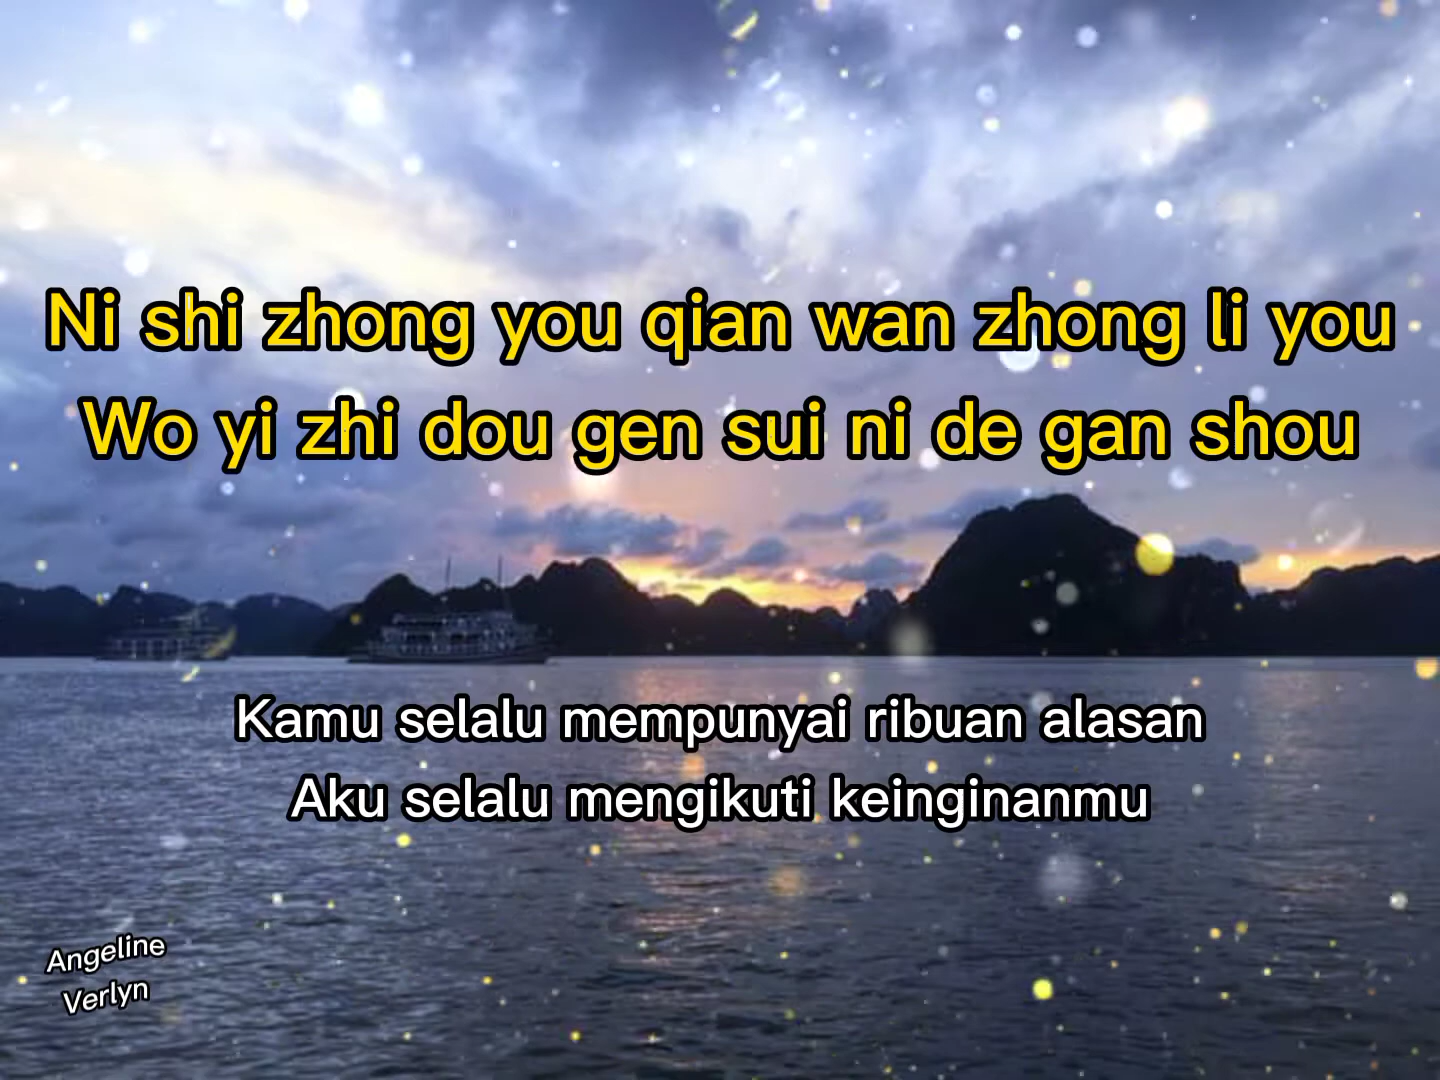 Ni shi zhong you qian wan zhong li you
Wo yi zhi dou gen sui ni de gan shou
Kamu selalu mempunyai ribuan alasan
Aku selalu mengikuti keinginanmu
Angeline
Verlyn